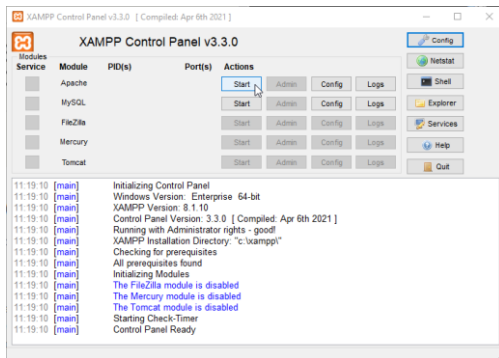 XAMPP Control Panel v3.3.0 [ Compiled: Apr 6th 2021 ]
XAMPP Control Panel v3.3.0
Config
Modules
Service Module PID(s) Port(s) Actions
Netstat
Apache Start Admin Config Logs
Shell
MySQL Start Admin Config Logs
Explorer
FileZilla Start Admin Config Logs
Services
Mercury Start Admin Config Logs
Help
Tomcat Start Admin Config Logs
Quit
11:19:10 [main] Initializing Control Panel
11:19:10 [main] Windows Version: Enterprise 64-bit
11:19:10 [main] XAMPP Version: 8.1.10
11:19:10 [main] Control Panel Version: 3.3.0 [ Compiled: Apr 6th 2021 ]
11:19:10 [main] Running with Administrator rights - good!
11:19:10 [main] XAMPP Installation Directory: "c:\xampp\"
11:19:10 [main] Checking for prerequisites
11:19:10 [main] All prerequisites found
11:19:10 [main] Initializing Modules
11:19:10 [main] The FileZilla module is disabled
11:19:10 [main] The Mercury module is disabled
11:19:10 [main] The Tomcat module is disabled
11:19:10 [main] Starting Check-Timer
11:19:10 [main] Control Panel Ready